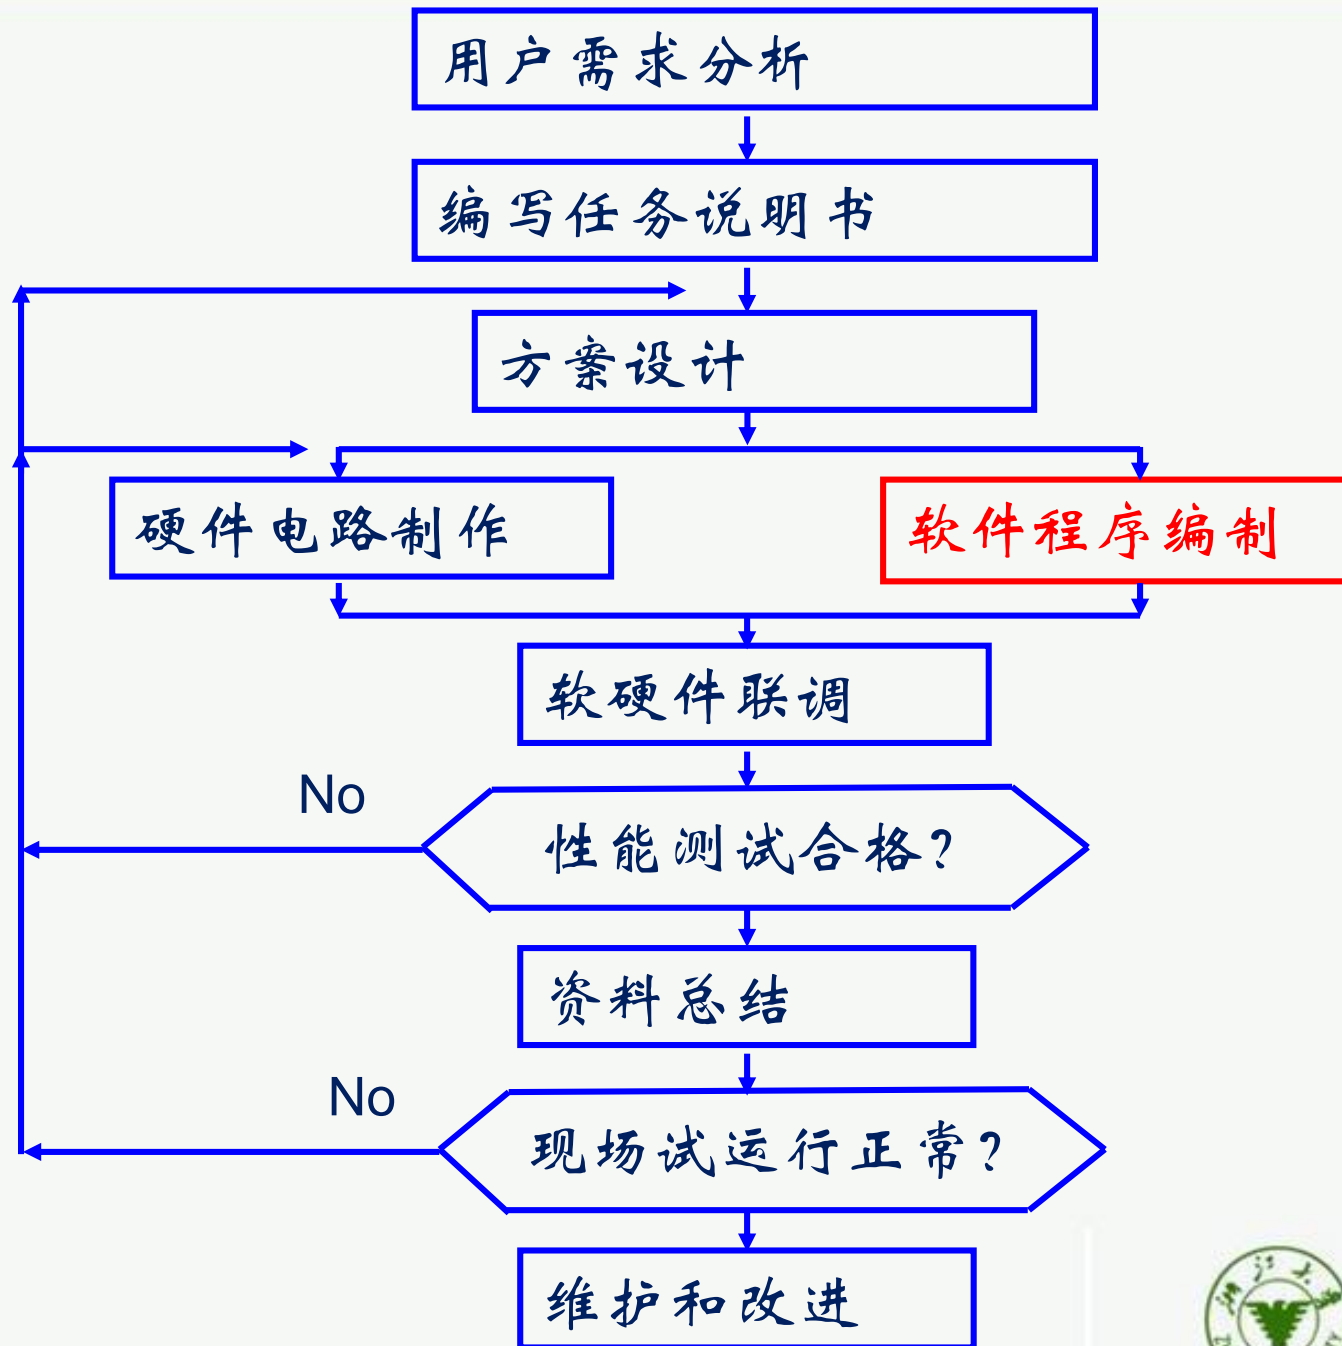 用户需求分析
编写任务说明书
方案设计
硬件电路制作
软件程序编制
软硬件联调
No
性能测试合格?
资料总结
No
现场试运行正常?
维护和改进